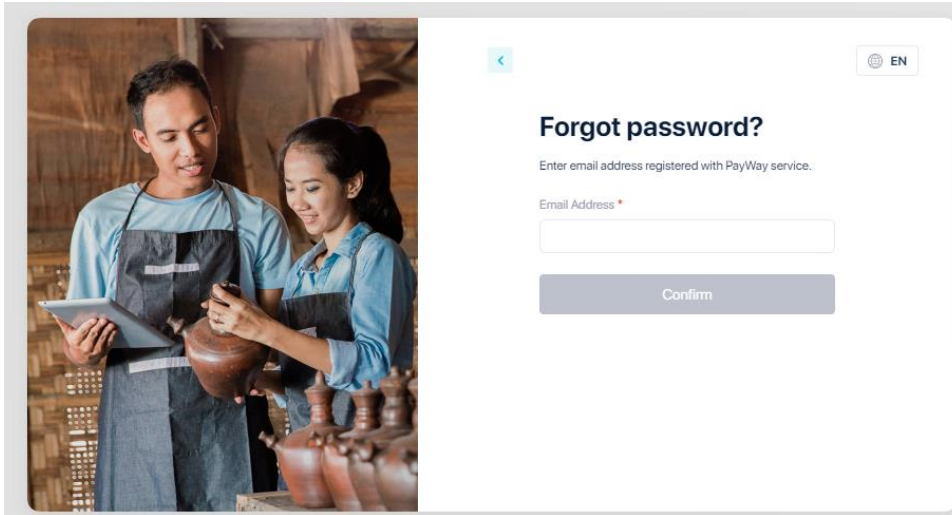 EN
Forgot password?
Enter email address registered with PayWay service.
Email Address *
Confirm